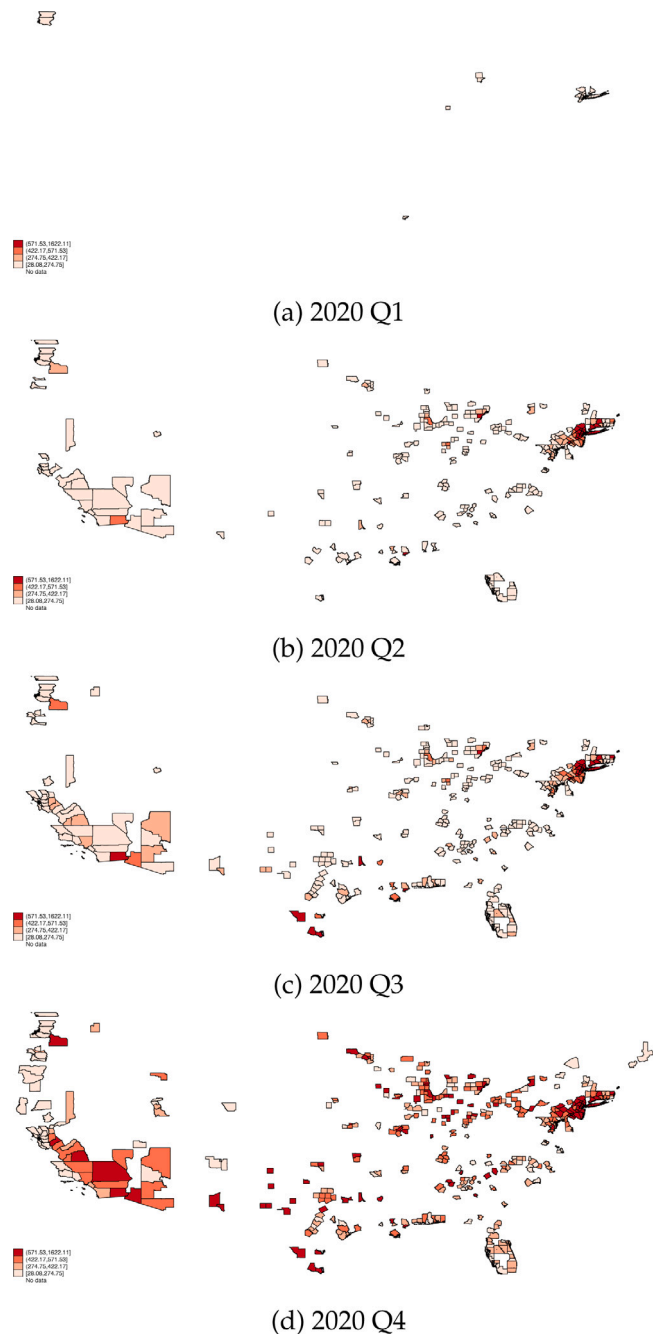 (571.53,1622.11]
(422.17,571.53]
(274.75,422.17]
[28.08,274.75]
No data
(a) 2020 Q1
(571.53,1622.11]
(422.17,571.53]
(274.75,422.17]
[28.08,274.75]
No data
(b) 2020 Q2
(571.53,1622.11]
(422.17,571.53]
(274.75,422.17]
[28.08,274.75]
No data
(c) 2020 Q3
(571.53,1622.11]
(422.17,571.53]
(274.75,422.17]
[28.08,274.75]
No data
(d) 2020 Q4